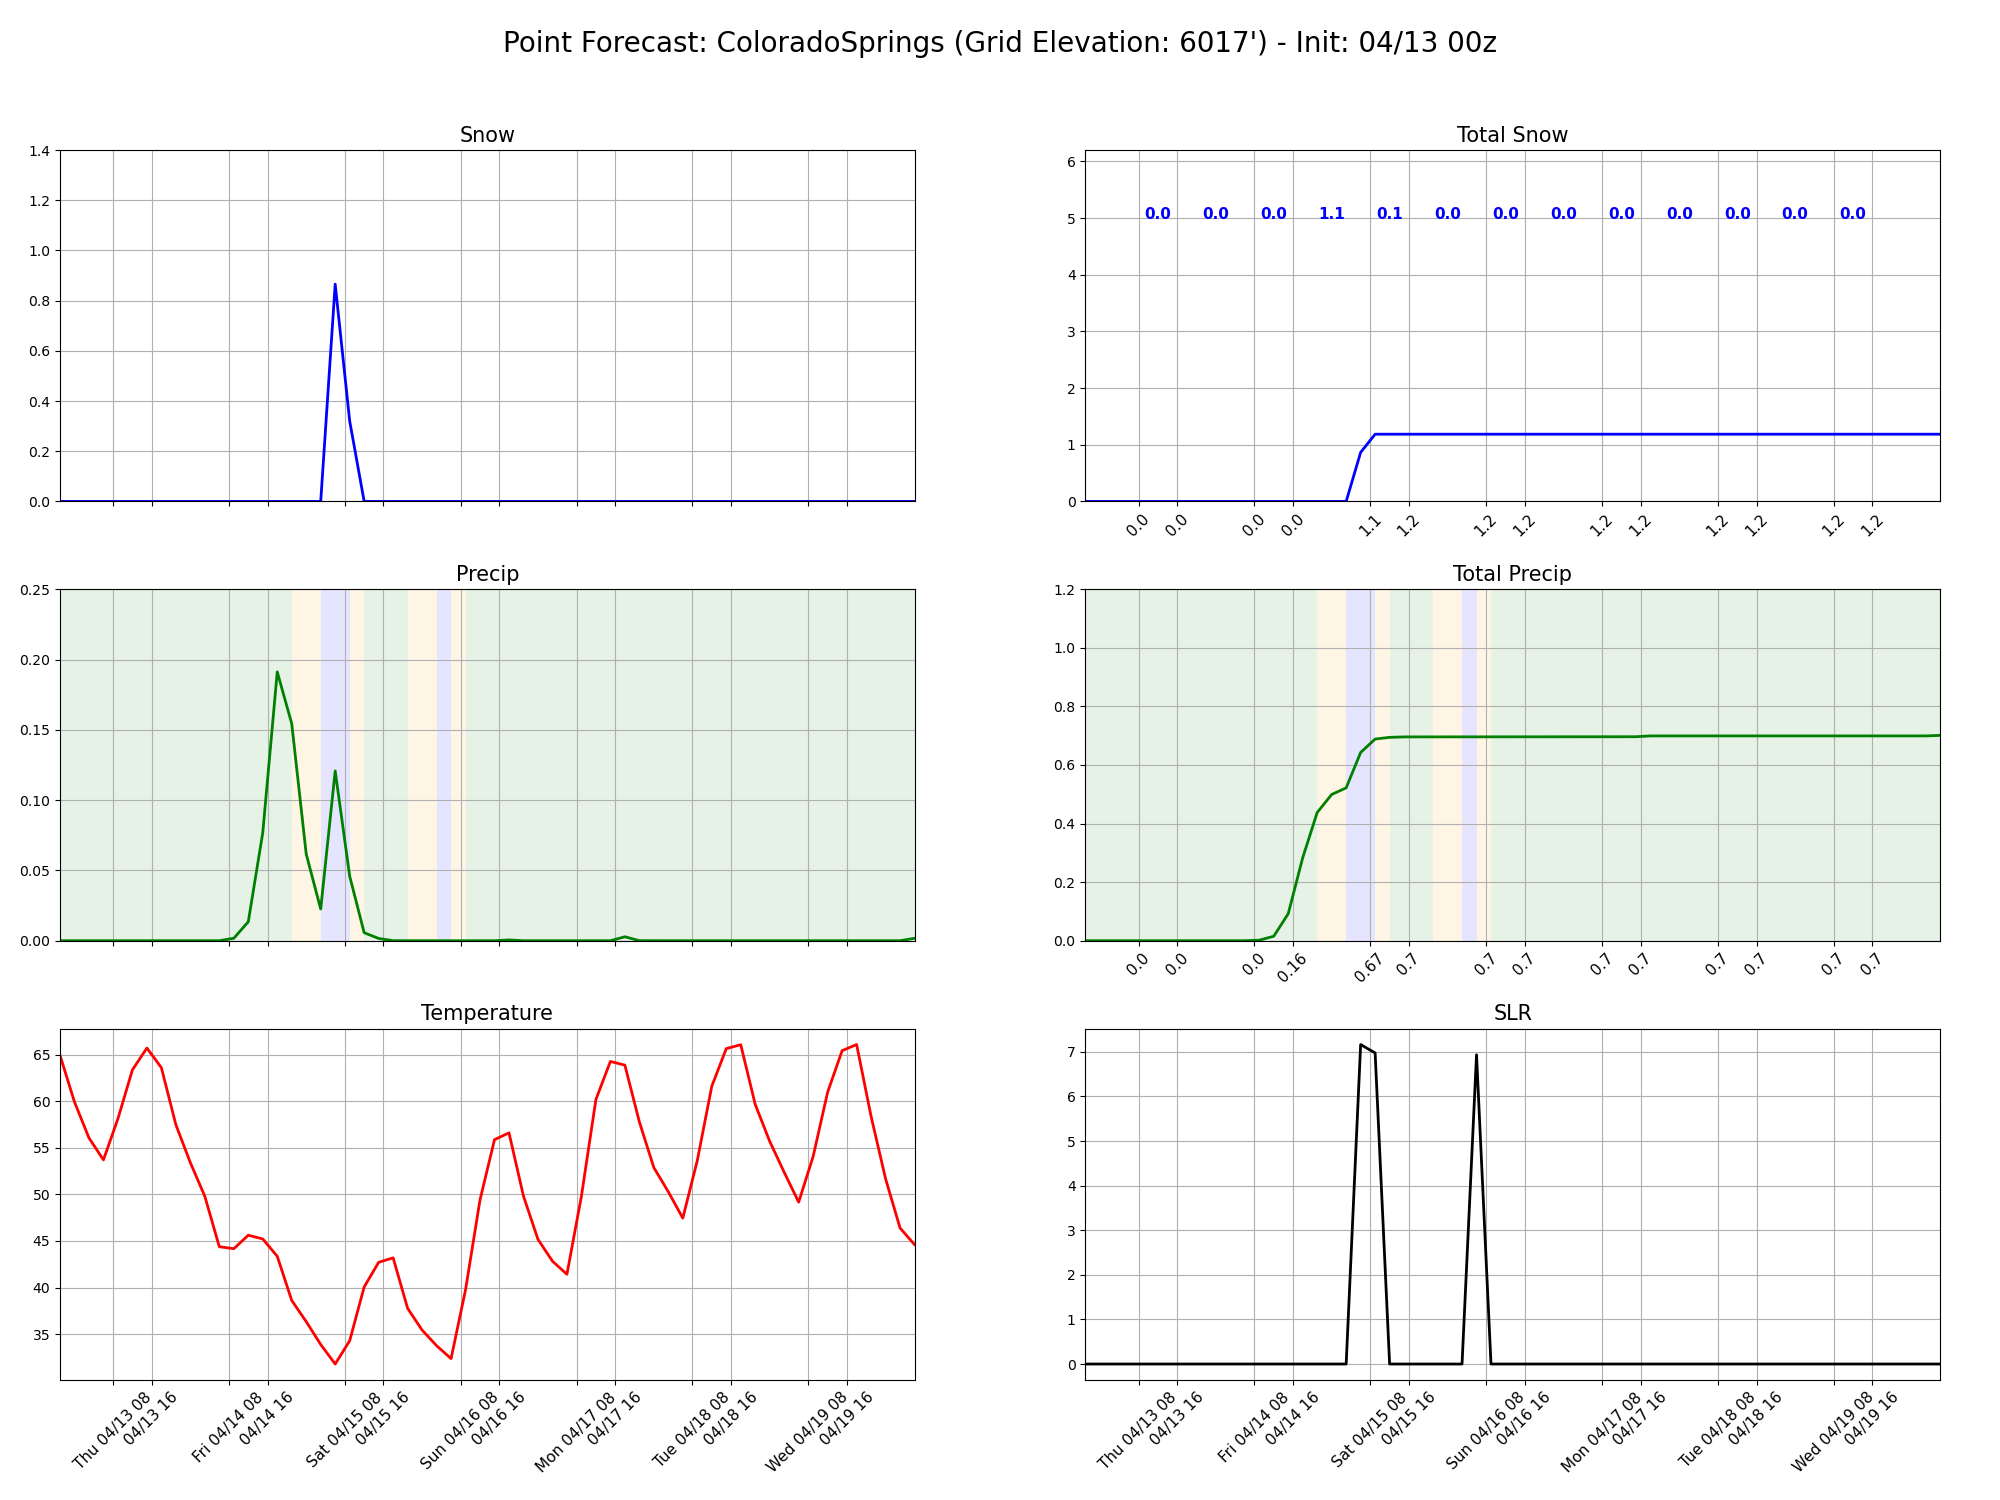 Point Forecast: ColoradoSprings (Grid Elevation: 6017') - Init: 04/13 00z
Snow
1.4
1.2
1.0
0.8
0.6
0.4
0.2
0.0
Total Snow
6
5
4
3
2
1
0
0.0 0.0 0.0 1.1 0.1 0.0 0.0 0.0 0.0 0.0 0.0 0.0 0.0
0.0 0.0 0.0 0.0 1.1 1.2 1.2 1.2 1.2 1.2 1.2 1.2 1.2 1.2
Precip
0.25
0.20
0.15
0.10
0.05
0.00
Total Precip
1.2
1.0
0.8
0.6
0.4
0.2
0.0
0.0 0.0 0.0 0.16 0.67 0.7 0.7 0.7 0.7 0.7 0.7 0.7 0.7 0.7
Temperature
65
60
55
50
45
40
35
Thu 04/13 08
04/13 16
Fri 04/14 08
04/14 16
Sat 04/15 08
04/15 16
Sun 04/16 08
04/16 16
Mon 04/17 08
04/17 16
Tue 04/18 08
04/18 16
Wed 04/19 08
04/19 16
SLR
7
6
5
4
3
2
1
0
Thu 04/13 08
04/13 16
Fri 04/14 08
04/14 16
Sat 04/15 08
04/15 16
Sun 04/16 08
04/16 16
Mon 04/17 08
04/17 16
Tue 04/18 08
04/18 16
Wed 04/19 08
04/19 16